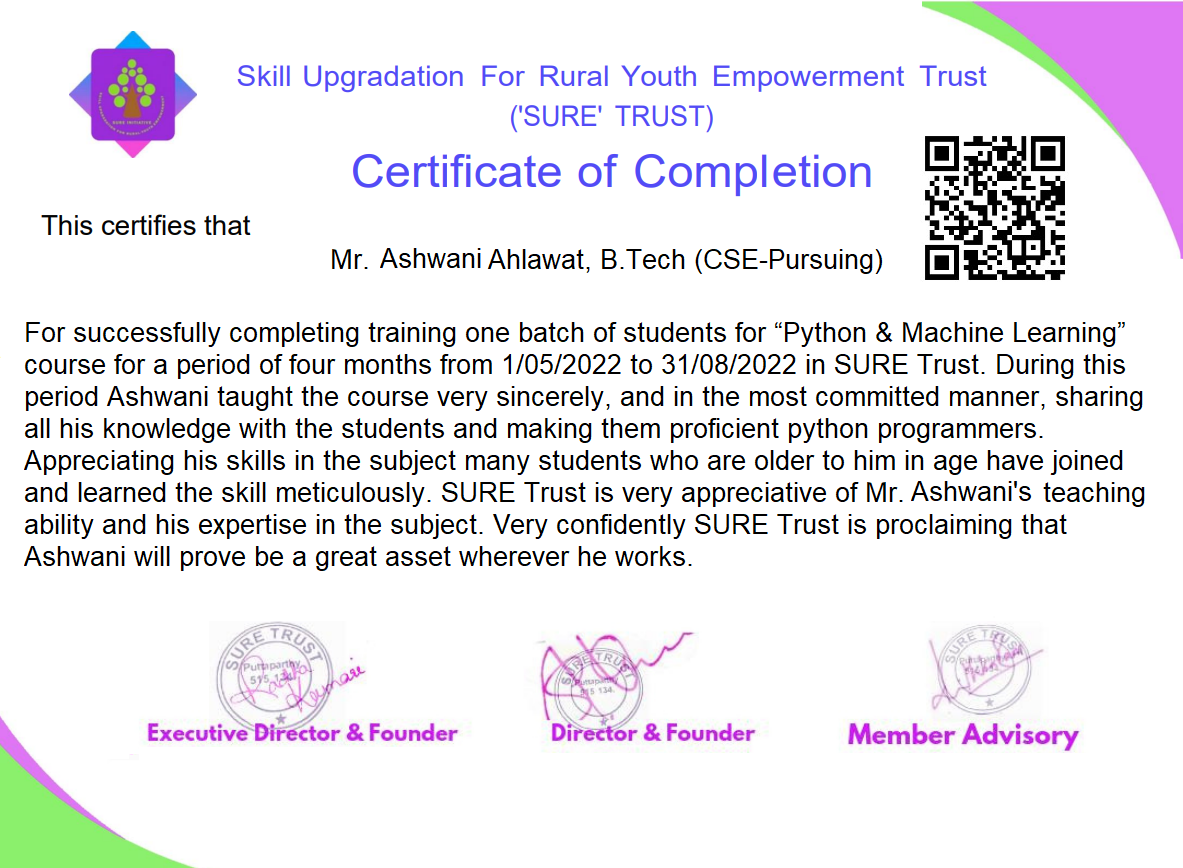 Skill Upgradation For Rural Youth Empowerment Trust
('SURE' TRUST)
Certificate of Completion
This certifies that
Mr. Ashwani Ahlawat, B.Tech (CSE-Pursuing)
For successfully completing training one batch of students for “Python & Machine Learning”
course for a period of four months from 1/05/2022 to 31/08/2022 in SURE Trust. During this
period Ashwani taught the course very sincerely, and in the most committed manner, sharing
all his knowledge with the students and making them proficient python programmers.
Appreciating his skills in the subject many students who are older to him in age have joined
and learned the skill meticulously. SURE Trust is very appreciative of Mr. Ashwani's teaching
ability and his expertise in the subject. Very confidently SURE Trust is proclaiming that
Ashwani will prove be a great asset wherever he works.
SURE TRUST
Puttaparthy
515 134.
Executive Director & Founder
SURE TRUST
Puttaparthy
515 134.
Director & Founder
SURE TRUST
Puttaparthy
Member Advisory